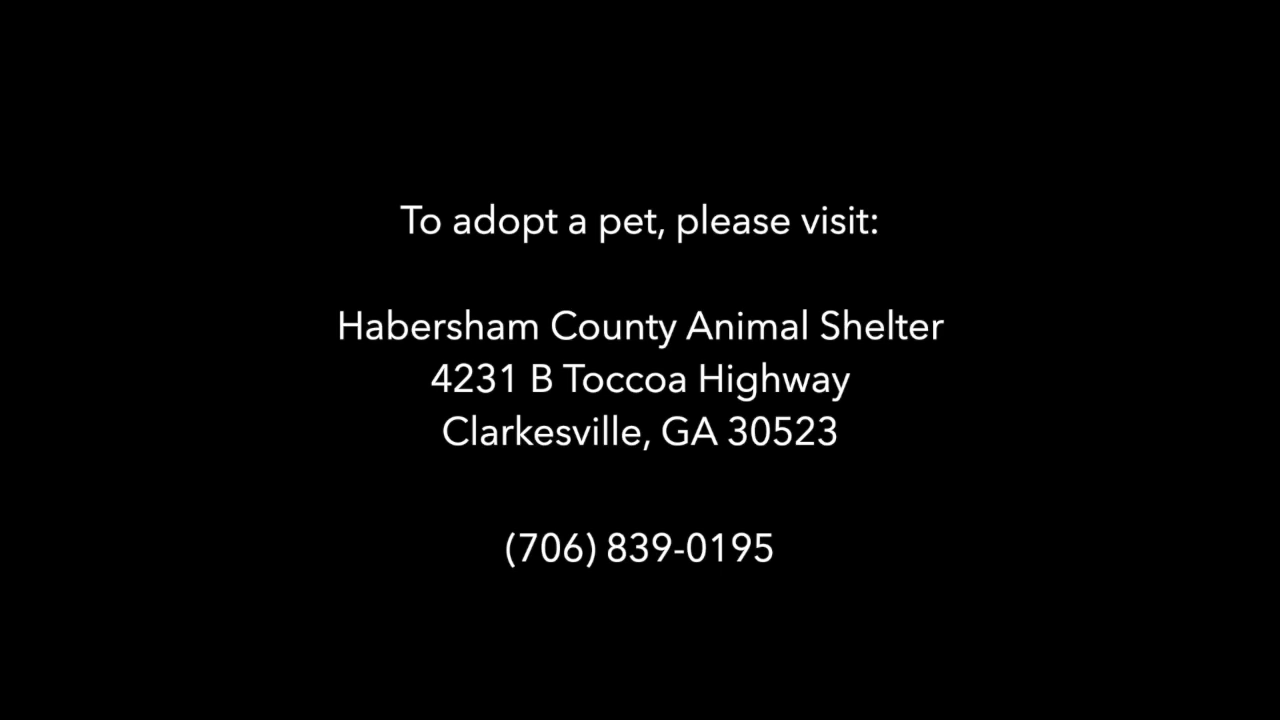 To adopt a pet, please visit:
Habersham County Animal Shelter
4231 B Toccoa Highway
Clarkesville, GA 30523
(706) 839-0195